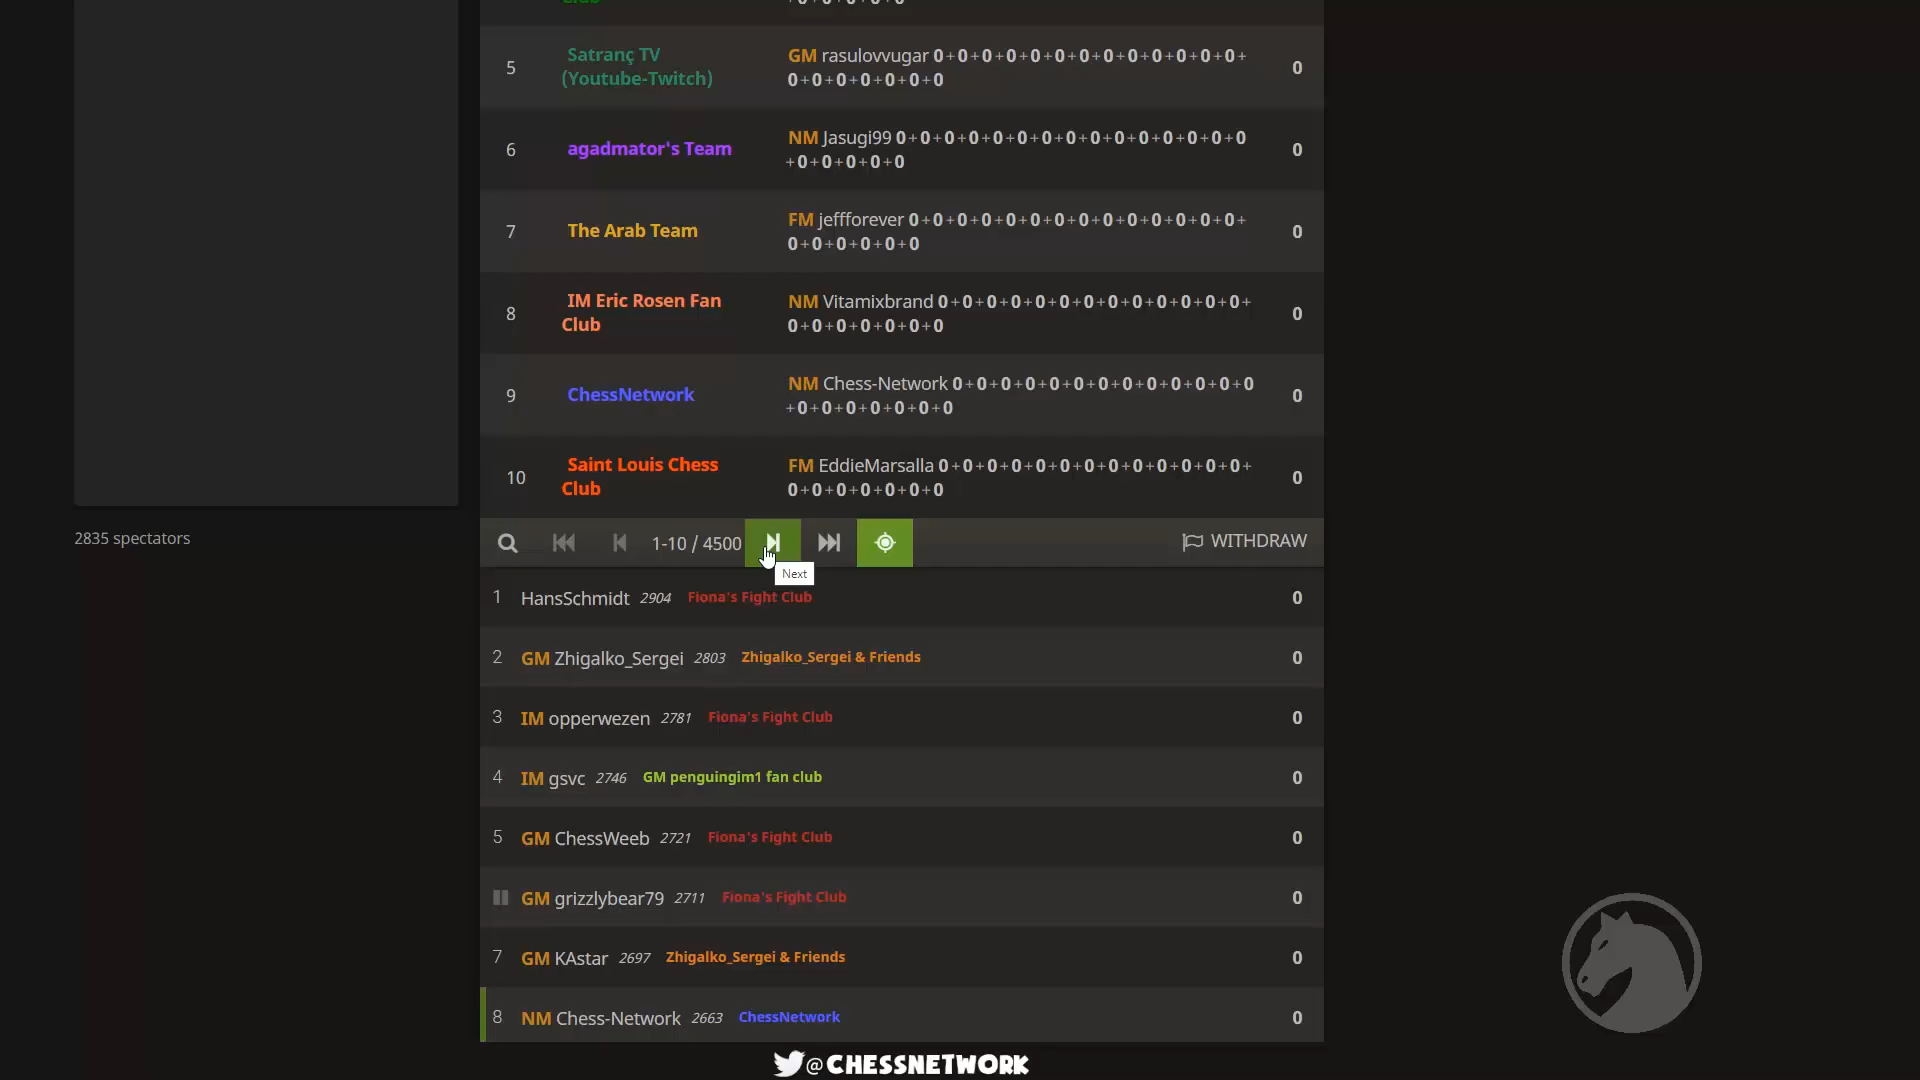 5
Satranç TV
(Youtube-Twitch)
GM rasulovvugar 0+0+0+0+0+0+0+0+0+0+0+0+0+
0+0+0+0+0+0+0
0
6
agadmator's Team
NM Jasugi99 0+0+0+0+0+0+0+0+0+0+0+0+0+0+0
+0+0+0+0+0
0
7
The Arab Team
FM jeffforever 0+0+0+0+0+0+0+0+0+0+0+0+0+0+
0+0+0+0+0+0
0
8
IM Eric Rosen Fan
Club
NM Vitamixbrand 0+0+0+0+0+0+0+0+0+0+0+0+0+
0+0+0+0+0+0+0
0
9
ChessNetwork
NM Chess-Network 0+0+0+0+0+0+0+0+0+0+0+0+0
+0+0+0+0+0+0+0
0
10
Saint Louis Chess
Club
FM EddieMarsalla 0+0+0+0+0+0+0+0+0+0+0+0+0+
0+0+0+0+0+0+0
0
2835 spectators
1-10 / 4500
WITHDRAW
Next
1 HansSchmidt 2904 Fiona's Fight Club 0
2 GM Zhigalko_Sergei 2803 Zhigalko_Sergei & Friends 0
3 IM opperwezen 2781 Fiona's Fight Club 0
4 IM gsvc 2746 GM penguingim1 fan club 0
5 GM ChessWeeb 2721 Fiona's Fight Club 0
GM grizzlybear79 2711 Fiona's Fight Club 0
7 GM KAstar 2697 Zhigalko_Sergei & Friends 0
8 NM Chess-Network 2663 ChessNetwork 0
@CHESSNETWORK